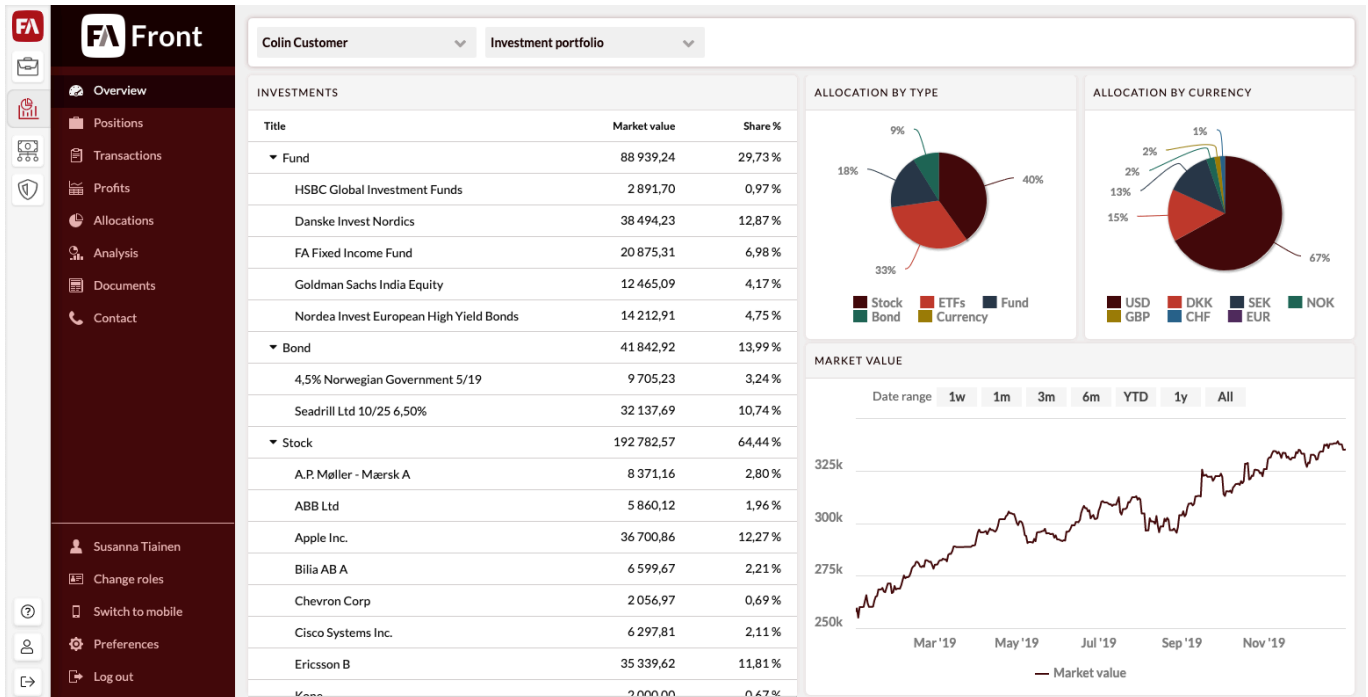 FA
FA Front
Overview
Positions
Transactions
Profits
Allocations
Analysis
Documents
Contact
Susanna Tiainen
Change roles
Switch to mobile
Preferences
Log out
Colin Customer Investment portfolio
INVESTMENTS
Title Market value Share %
Fund 88 939,24 29,73 %
HSBC Global Investment Funds 2 891,70 0,97 %
Danske Invest Nordics 38 494,23 12,87 %
FA Fixed Income Fund 20 875,31 6,98 %
Goldman Sachs India Equity 12 465,09 4,17 %
Nordea Invest European High Yield Bonds 14 212,91 4,75 %
Bond 41 842,92 13,99 %
4,5% Norwegian Government 5/19 9 705,23 3,24 %
Seadrill Ltd 10/25 6,50% 32 137,69 10,74 %
Stock 192 782,57 64,44 %
A.P. Møller - Mærsk A 8 371,16 2,80 %
ABB Ltd 5 860,12 1,96 %
Apple Inc. 36 700,86 12,27 %
Bilia AB A 6 599,67 2,21 %
Chevron Corp 2 056,97 0,69 %
Cisco Systems Inc. 6 297,81 2,11 %
Ericsson B 35 339,62 11,81 %
Kone 2 000,00 0,67 %
ALLOCATION BY TYPE
9%
18%
40%
33%
Stock ETFs Fund
Bond Currency
ALLOCATION BY CURRENCY
1%
2%
2%
13%
15%
67%
USD DKK SEK NOK
GBP CHF EUR
MARKET VALUE
Date range 1w 1m 3m 6m YTD 1y All
325k
300k
275k
250k
Mar '19 May '19 Jul '19 Sep '19 Nov '19
Market value